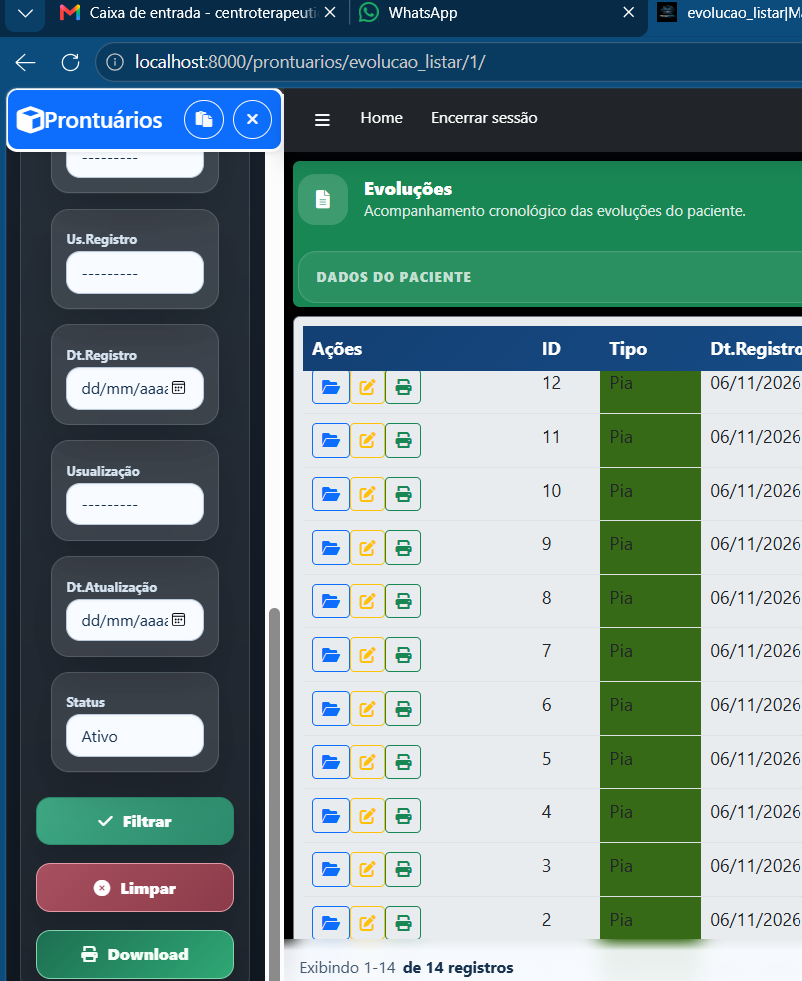 Caixa de entrada - centroterapeuti
WhatsApp
evolucao_listar|Ma
localhost:8000/prontuarios/evolucao_listar/1/
Prontuários
Home
Encerrar sessão
---------
Us.Registro
---------
Dt.Registro
dd/mm/aaaa
Usualização
---------
Dt.Atualização
dd/mm/aaaa
Status
Ativo
Filtrar
Limpar
Download
Evoluções
Acompanhamento cronológico das evoluções do paciente.
DADOS DO PACIENTE
Ações ID Tipo Dt.Registro
12 Pia 06/11/2026
11 Pia 06/11/2026
10 Pia 06/11/2026
9 Pia 06/11/2026
8 Pia 06/11/2026
7 Pia 06/11/2026
6 Pia 06/11/2026
5 Pia 06/11/2026
4 Pia 06/11/2026
3 Pia 06/11/2026
2 Pia 06/11/2026
Exibindo 1-14 de 14 registros